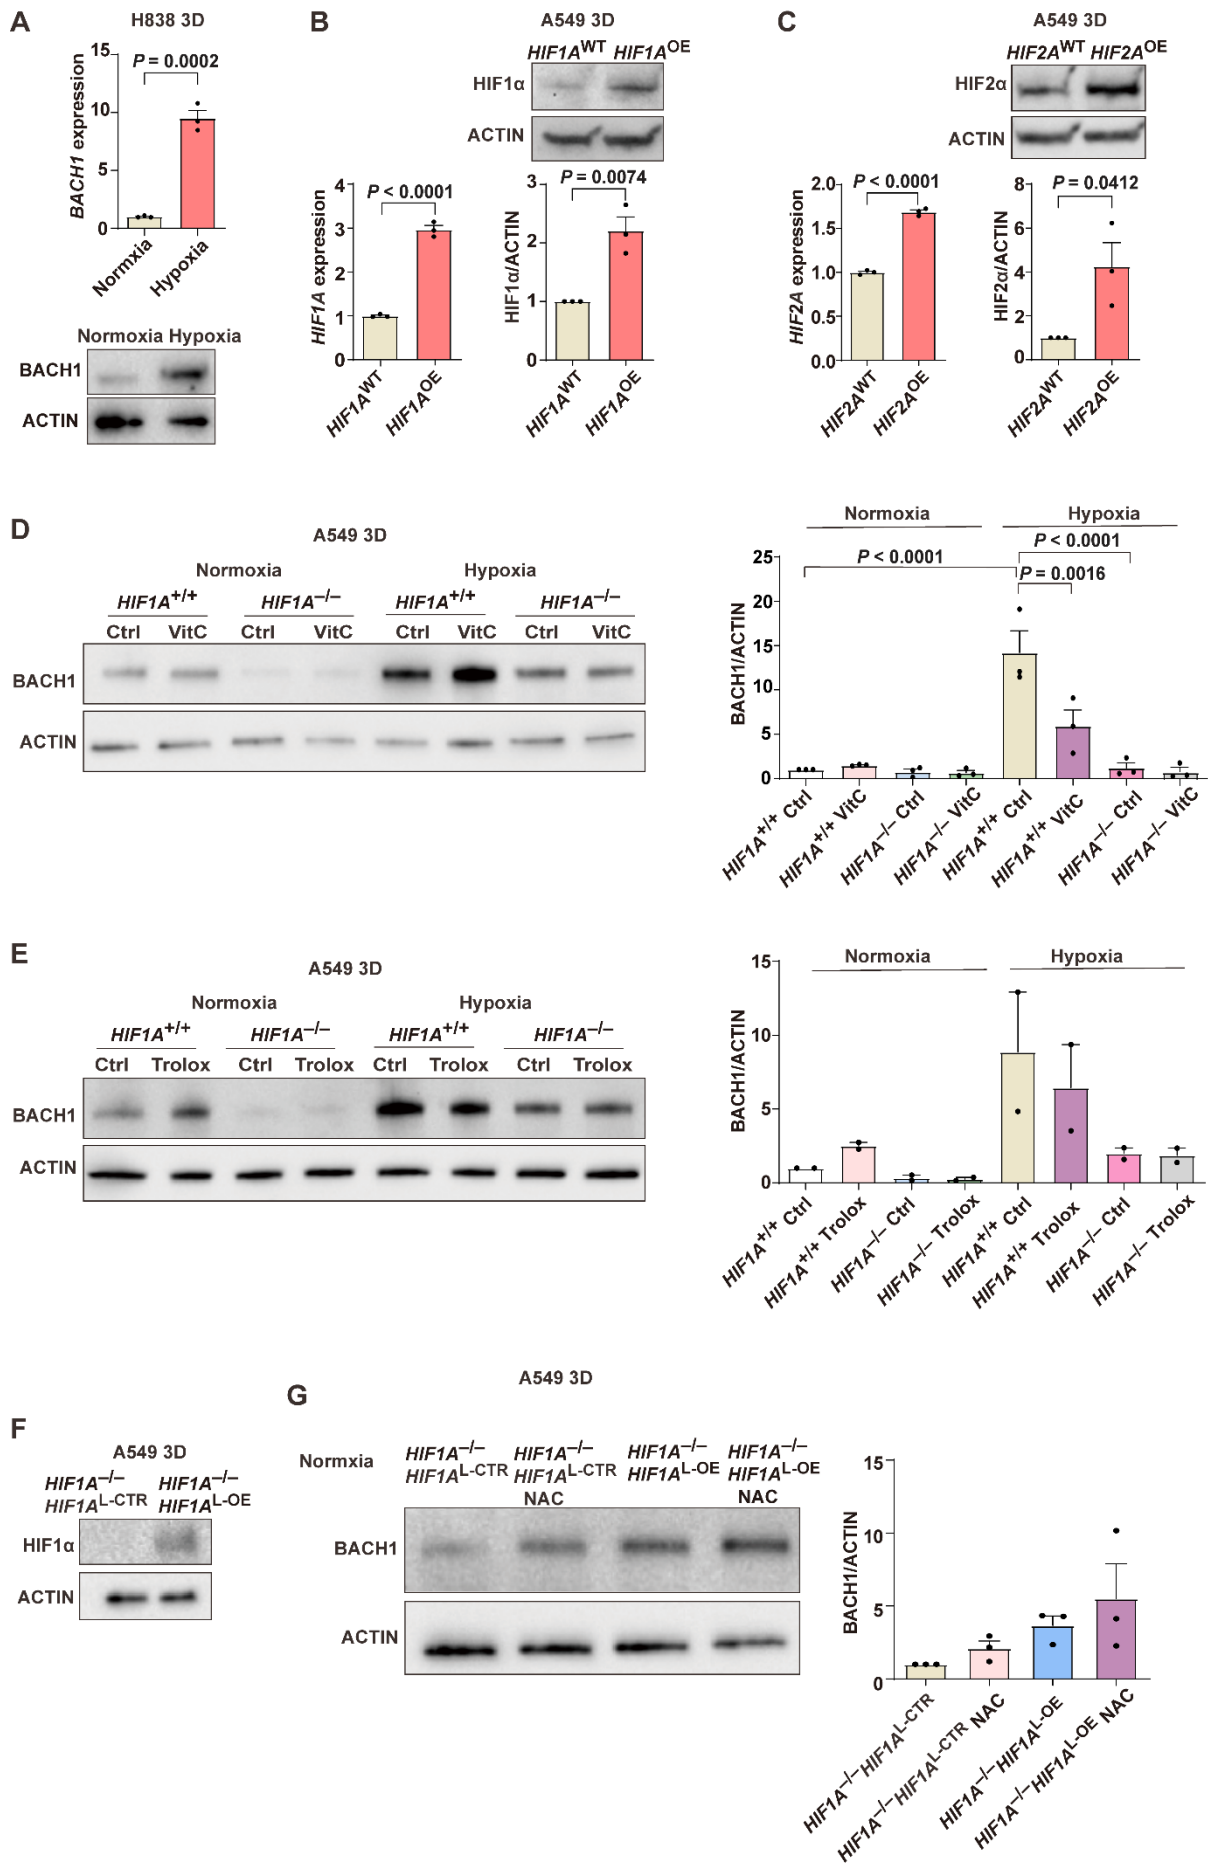 A
H838 3D
BACH1 expression
15
10
5
0
P = 0.0002
Normxia
Hypoxia
Normoxia Hypoxia
BACH1
ACTIN
B
A549 3D
HIF1A^WT HIF1A^OE
HIF1α
ACTIN
HIF1A expression
4
3
2
1
0
P < 0.0001
HIF1A^WT
HIF1A^OE
HIF1α/ACTIN
3
2
1
0
P = 0.0074
HIF1A^WT
HIF1A^OE
C
A549 3D
HIF2A^WT HIF2A^OE
HIF2α
ACTIN
HIF2A expression
2.0
1.5
1.0
0.5
0.0
P < 0.0001
HIF2A^WT
HIF2A^OE
HIF2α/ACTIN
8
6
4
2
0
P = 0.0412
HIF2A^WT
HIF2A^OE
D
A549 3D
Normoxia Hypoxia
HIF1A^+/+ HIF1A^–/– HIF1A^+/+ HIF1A^–/–
Ctrl VitC Ctrl VitC Ctrl VitC Ctrl VitC
BACH1
ACTIN
Normoxia Hypoxia
BACH1/ACTIN
25
20
15
10
5
0
P < 0.0001
P < 0.0001
P = 0.0016
HIF1A^+/+ Ctrl
HIF1A^+/+ VitC
HIF1A^–/– Ctrl
HIF1A^–/– VitC
HIF1A^+/+ Ctrl
HIF1A^+/+ VitC
HIF1A^–/– Ctrl
HIF1A^–/– VitC
E
A549 3D
Normoxia Hypoxia
HIF1A^+/+ HIF1A^–/– HIF1A^+/+ HIF1A^–/–
Ctrl Trolox Ctrl Trolox Ctrl Trolox Ctrl Trolox
BACH1
ACTIN
Normoxia Hypoxia
BACH1/ACTIN
15
10
5
0
HIF1A^+/+ Ctrl
HIF1A^+/+ Trolox
HIF1A^–/– Ctrl
HIF1A^–/– Trolox
HIF1A^+/+ Ctrl
HIF1A^+/+ Trolox
HIF1A^–/– Ctrl
HIF1A^–/– Trolox
F
A549 3D
HIF1A^–/– HIF1A^–/–
HIF1A^L-CTR HIF1A^L-OE
HIF1α
ACTIN
G
A549 3D
Normxia
HIF1A^–/– HIF1A^–/– HIF1A^–/– HIF1A^–/–
HIF1A^L-CTR HIF1A^L-CTR HIF1A^L-OE HIF1A^L-OE
NAC NAC
BACH1
ACTIN
BACH1/ACTIN
15
10
5
0
HIF1A^–/–HIF1A^L-CTR
HIF1A^–/–HIF1A^L-CTR NAC
HIF1A^–/–HIF1A^L-OE
HIF1A^–/–HIF1A^L-OE NAC